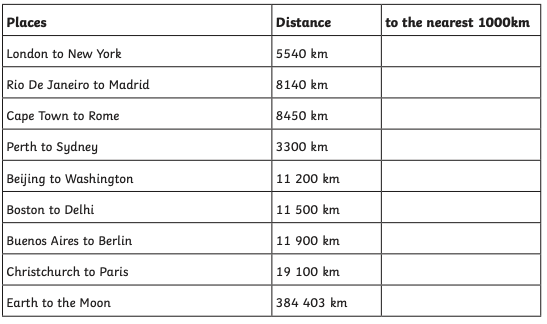 Places Distance to the nearest 1000km
London to New York 5540 km
Rio De Janeiro to Madrid 8140 km
Cape Town to Rome 8450 km
Perth to Sydney 3300 km
Beijing to Washington 11 200 km
Boston to Delhi 11 500 km
Buenos Aires to Berlin 11 900 km
Christchurch to Paris 19 100 km
Earth to the Moon 384 403 km